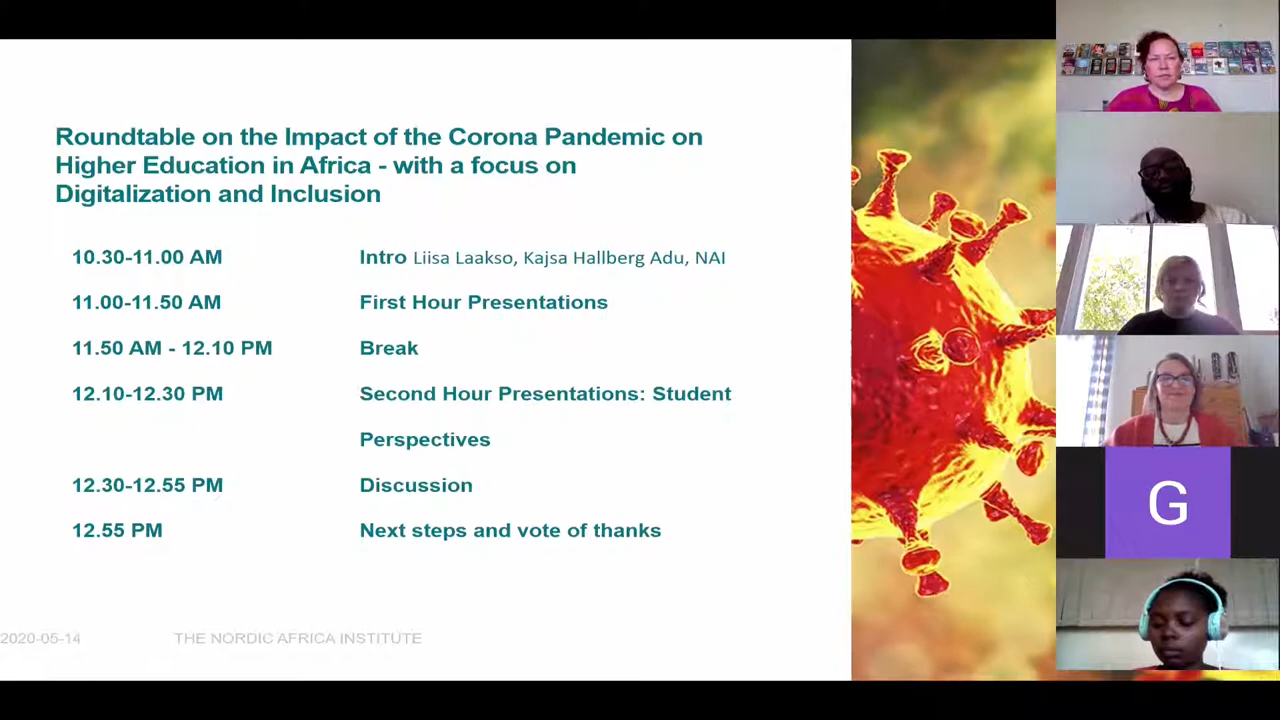 Roundtable on the Impact of the Corona Pandemic on
Higher Education in Africa - with a focus on
Digitalization and Inclusion
10.30-11.00 AM Intro Liisa Laakso, Kajsa Hallberg Adu, NAI
11.00-11.50 AM First Hour Presentations
11.50 AM - 12.10 PM Break
12.10-12.30 PM Second Hour Presentations: Student
Perspectives
12.30-12.55 PM Discussion
12.55 PM Next steps and vote of thanks
2020-05-14 THE NORDIC AFRICA INSTITUTE
G